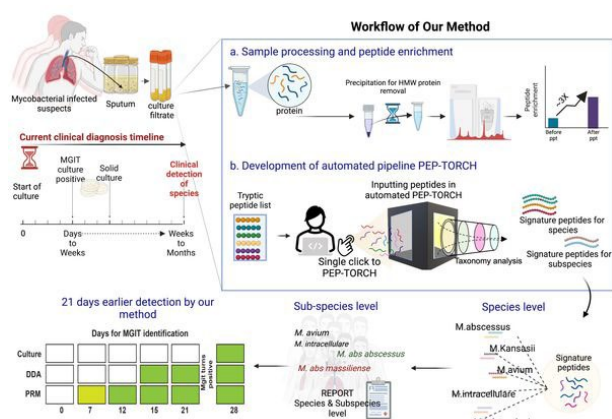 Workflow of Our Method
a. Sample processing and peptide enrichment
Mycobacterial infected
suspects
Sputum
culture
filtrate
protein
Precipitation for HMW protein
removal
Peptide
enrichment
~3X
Before
ppt
After
ppt
Current clinical diagnosis timeline
MGIT
culture
positive
Solid
culture
Clinical
detection
of
species
Start of
culture
0
Days
to
Weeks
Weeks
to
Months
b. Development of automated pipeline PEP-TORCH
Tryptic
peptide list
Single click to
PEP-TORCH
Inputting peptides in
automated PEP-TORCH
Taxonomy analysis
Signature peptides for
species
Signature peptides for
subspecies
21 days earlier detection by our
method
Days for MGIT identification
Culture
DDA
PRM
Mgit turns
positive
0 7 12 15 21 28
Sub-species level
M. avium
M. intracellulare
M. abs abscessus
M. abs massiliense
REPORT
Species & Subspecies
level
Species level
M.abscessus
M.Kansasii
M.avium
M.intracellulare
Signature
peptides